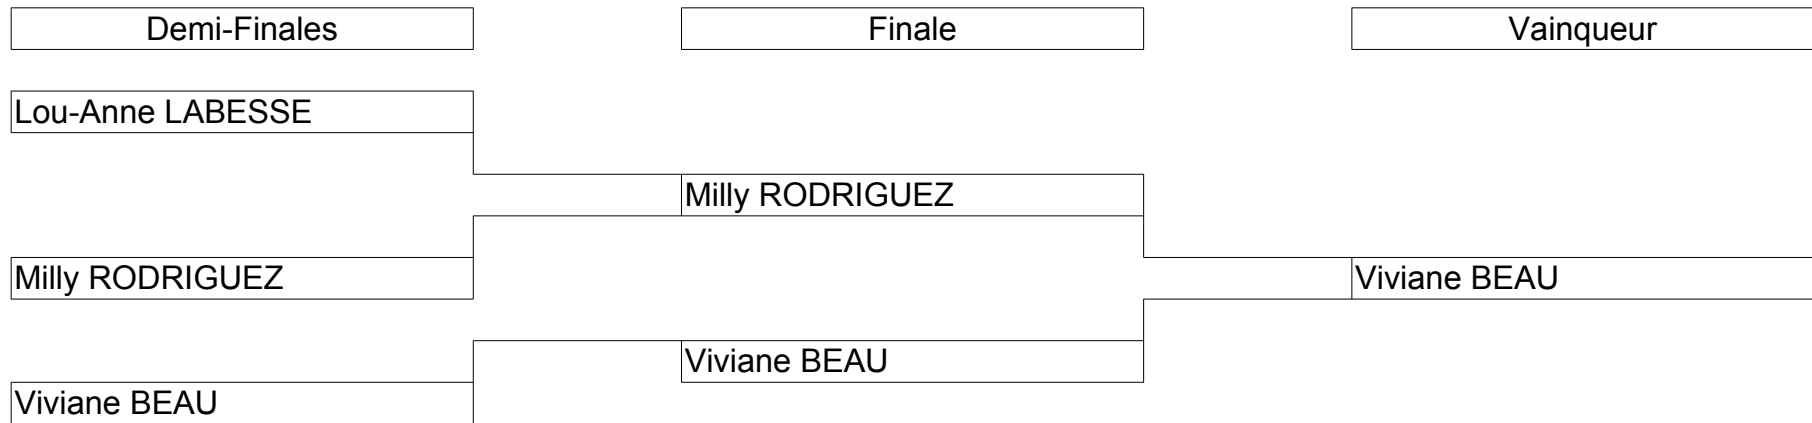 Demi-Finales
Finale
Vainqueur
Lou-Anne LABESSE
Milly RODRIGUEZ
Milly RODRIGUEZ
Viviane BEAU
Viviane BEAU
Viviane BEAU